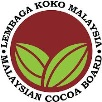 • LEMBAGA KOKO MALAYSIA •
MALAYSIAN COCOA BOARD